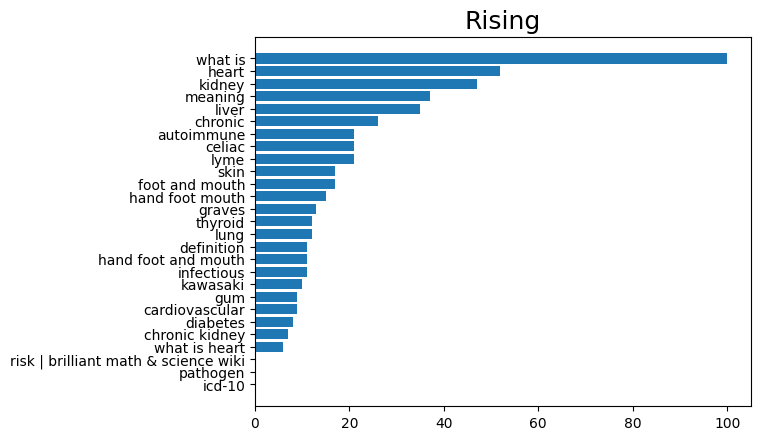 Rising
what is
heart
kidney
meaning
liver
chronic
autoimmune
celiac
lyme
skin
foot and mouth
hand foot mouth
graves
thyroid
lung
definition
hand foot and mouth
infectious
kawasaki
gum
cardiovascular
diabetes
chronic kidney
what is heart
risk | brilliant math & science wiki
pathogen
icd-10
0 20 40 60 80 100